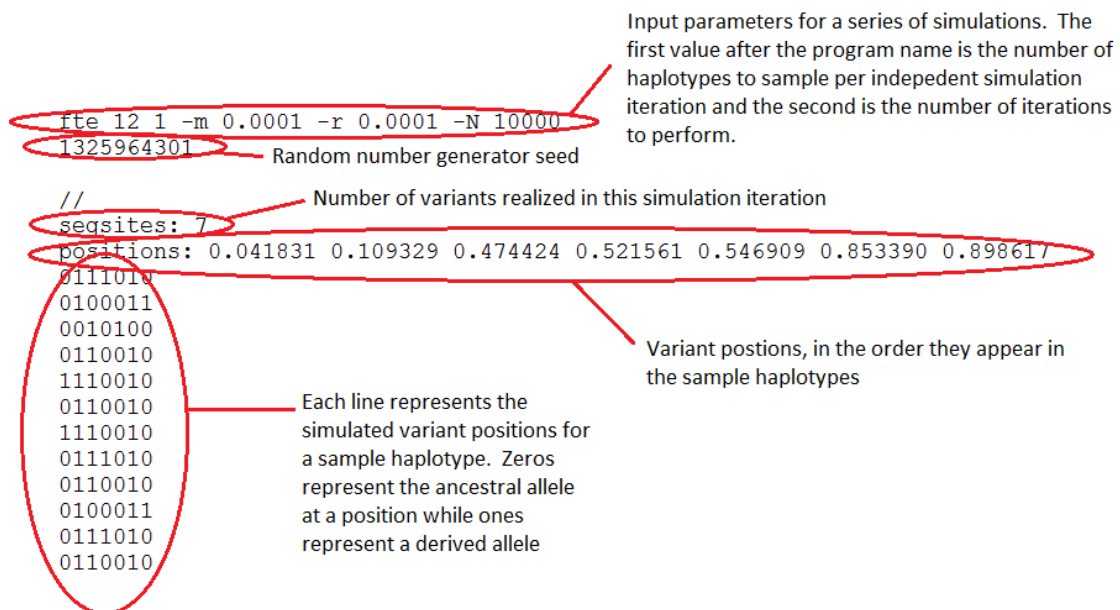 Input parameters for a series of simulations.  The
first value after the program name is the number of
haplotypes to sample per indepedent simulation
iteration and the second is the number of iterations
to perform.
fte 12 1 -m 0.0001 -r 0.0001 -N 10000
1325964301
Random number generator seed
//
Number of variants realized in this simulation iteration
segsites: 7
positions: 0.041831 0.109329 0.474424 0.521561 0.546909 0.853390 0.898617
0111010
0100011
0010100
0110010
1110010
0110010
1110010
0111010
0110010
0100011
0111010
0110010
Variant postions, in the order they appear in
the sample haplotypes
Each line represents the
simulated variant positions for
a sample haplotype.  Zeros
represent the ancestral allele
at a position while ones
represent a derived allele